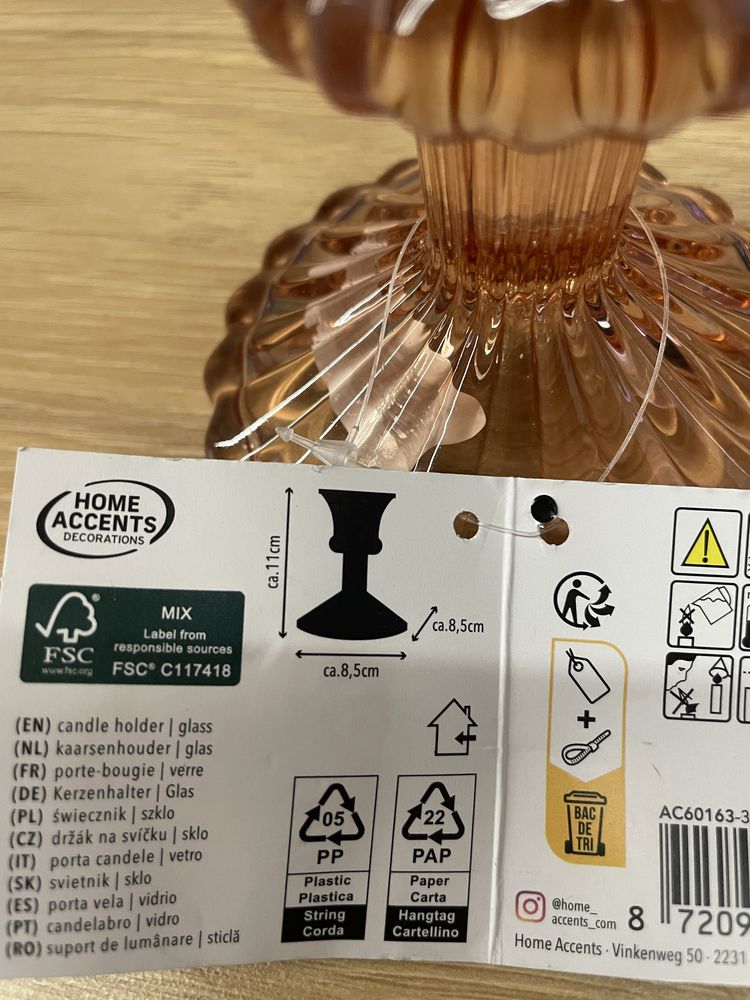 HOME
ACCENTS
DECORATIONS
FSC
www.fsc.org
MIX
Label from
responsible sources
FSC® C117418
ca.11cm
ca.8,5cm
ca.8,5cm
(EN) candle holder | glass
(NL) kaarsenhouder | glas
(FR) porte-bougie | verre
(DE) Kerzenhalter | Glas
(PL) świecznik | szkło
(CZ) držák na svíčku | sklo
(IT) porta candele | vetro
(SK) svietnik | sklo
(ES) porta vela | vidrio
(PT) candelabro | vidro
(RO) suport de lumânare | sticlă
05
PP
Plastic
Plastica
String
Corda
22
PAP
Paper
Carta
Hangtag
Cartellino
+
BAC
DE
TRI
@home_
accents_com
AC60163-3
8 7209
Home Accents · Vinkenweg 50 · 2231